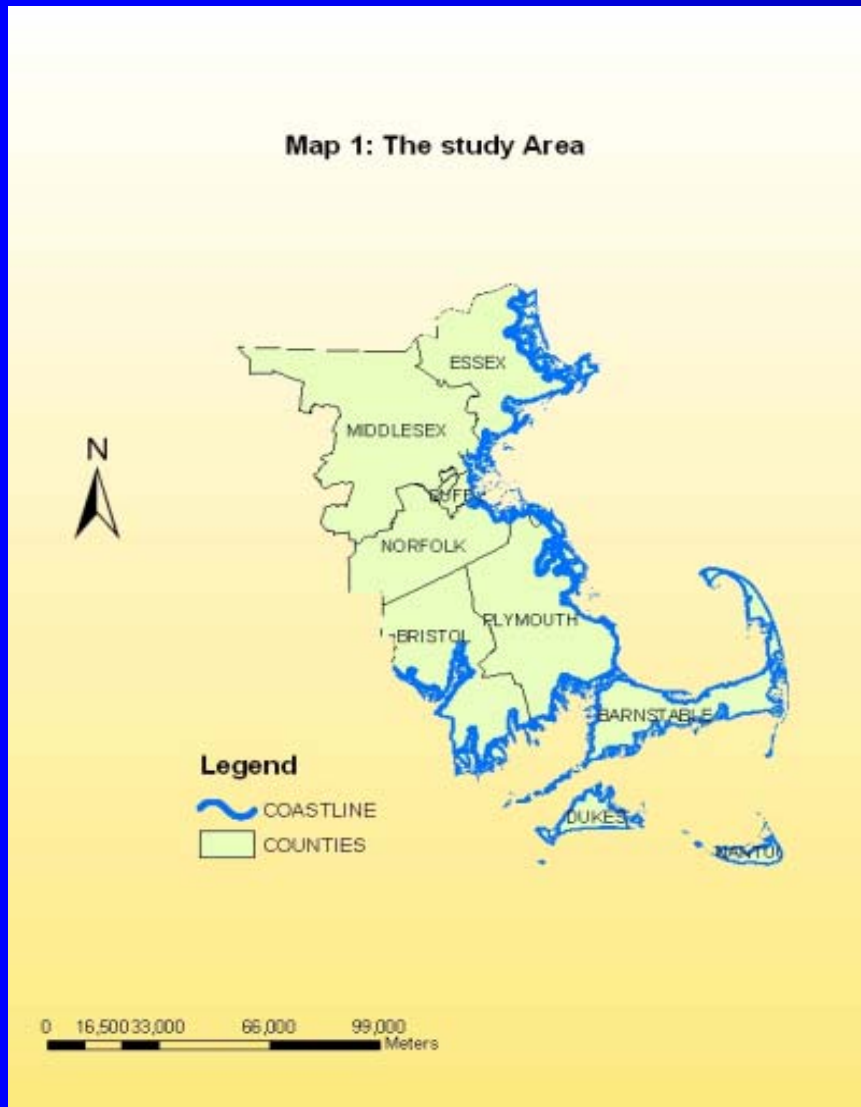 Map 1: The study Area
ESSEX
MIDDLESEX
N
NORFOLK
PLYMOUTH
BRISTOL
BARNSTABLE
Legend
COASTLINE
DUKES
COUNTIES
0 16,500 33,000 66,000 99,000
Meters